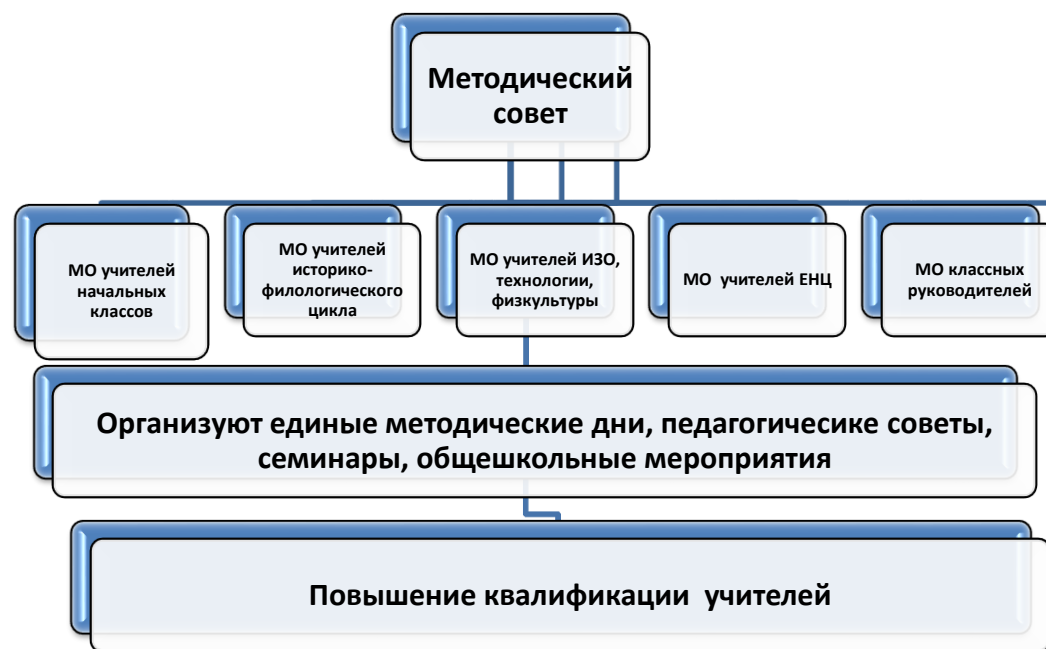 Методический
совет
МО учителей
начальных
классов
МО учителей
историко-
филологического
цикла
МО учителей ИЗО,
технологии,
физкультуры
МО учителей ЕНЦ
МО классных
руководителей
Организуют единые методические дни, педагогичесике советы,
семинары, общешкольные мероприятия
Повышение квалификации учителей